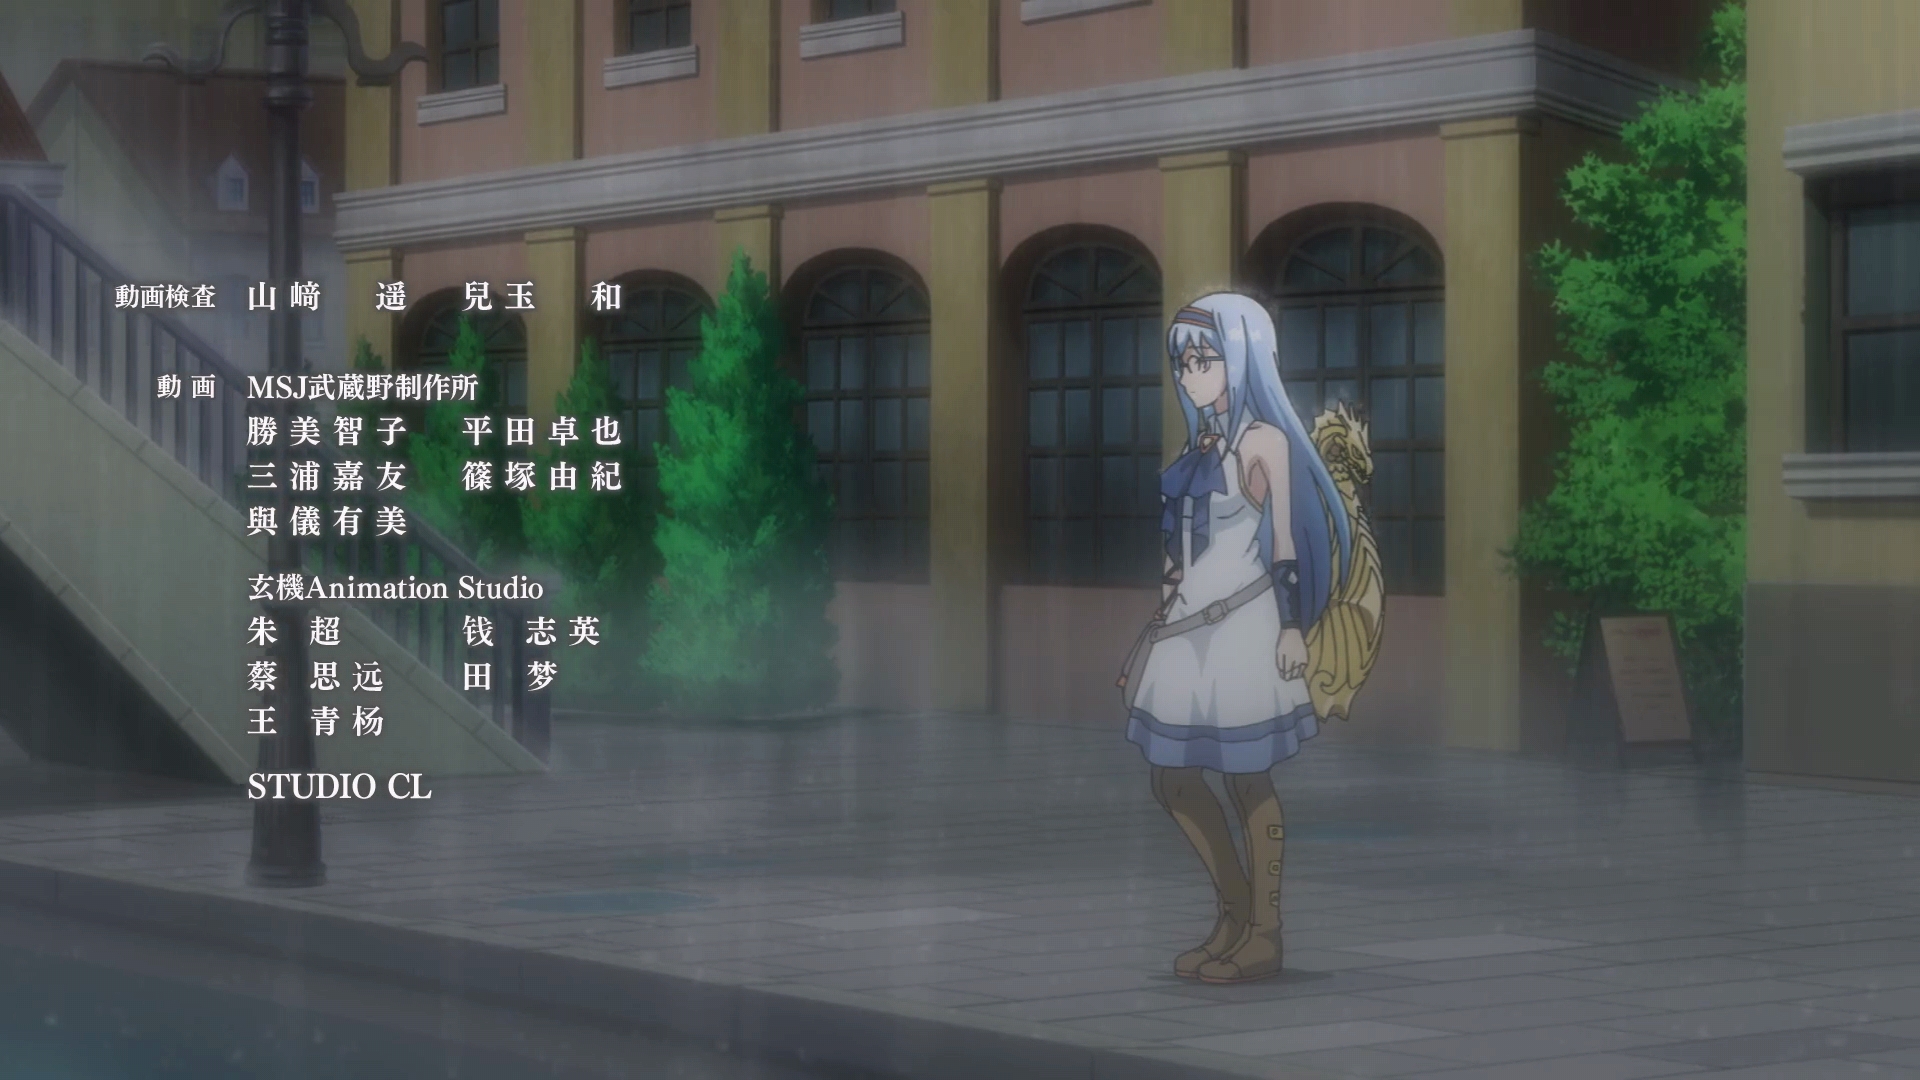 動画検査 山﨑 遥 兒玉 和
動画 MSJ武蔵野制作所
勝美智子 平田卓也
三浦嘉友 篠塚由紀
與儀有美
玄機Animation Studio
朱 超 钱 志英
蔡 思远 田 梦
王 青杨
STUDIO CL